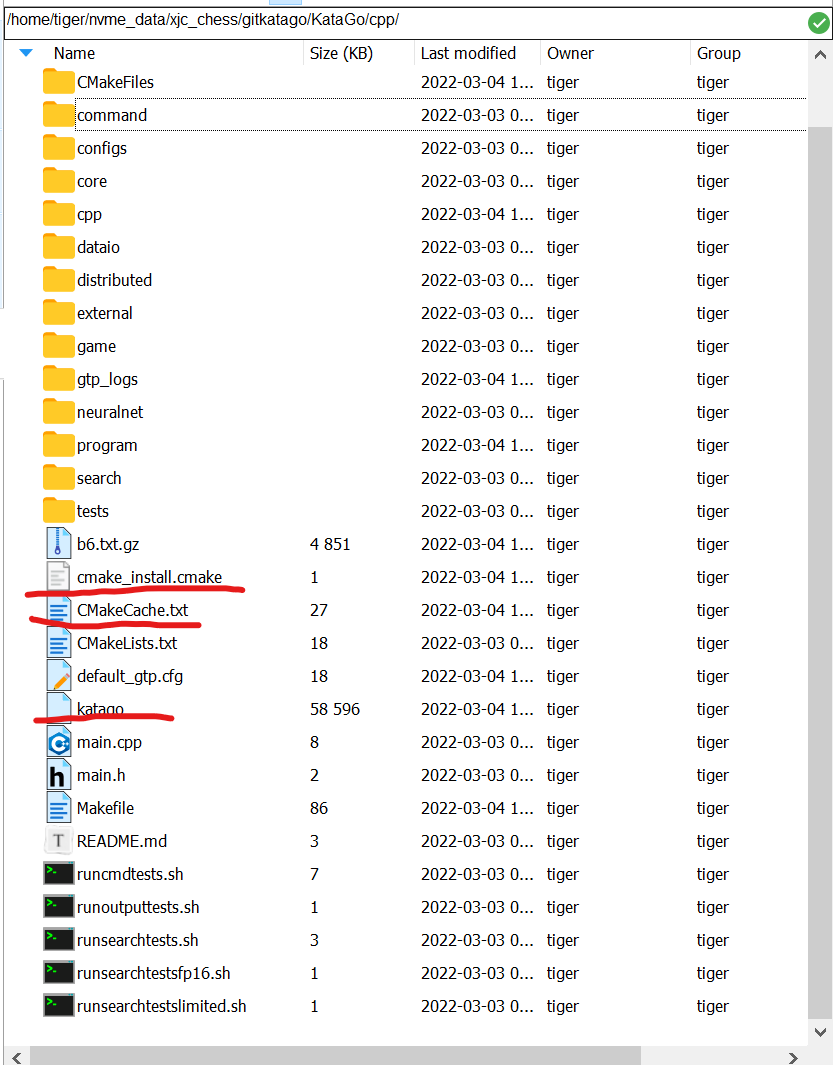 /home/tiger/nvme_data/xjc_chess/gitkatago/KataGo/cpp/
Name Size (KB) Last modified Owner Group
CMakeFiles 2022-03-04 1... tiger tiger
command 2022-03-03 0... tiger tiger
configs 2022-03-03 0... tiger tiger
core 2022-03-03 0... tiger tiger
cpp 2022-03-04 1... tiger tiger
dataio 2022-03-03 0... tiger tiger
distributed 2022-03-03 0... tiger tiger
external 2022-03-03 0... tiger tiger
game 2022-03-03 0... tiger tiger
gtp_logs 2022-03-04 1... tiger tiger
neuralnet 2022-03-03 0... tiger tiger
program 2022-03-04 1... tiger tiger
search 2022-03-03 0... tiger tiger
tests 2022-03-03 0... tiger tiger
b6.txt.gz 4 851 2022-03-04 1... tiger tiger
cmake_install.cmake 1 2022-03-04 1... tiger tiger
CMakeCache.txt 27 2022-03-04 1... tiger tiger
CMakeLists.txt 18 2022-03-03 0... tiger tiger
default_gtp.cfg 18 2022-03-04 1... tiger tiger
katago 58 596 2022-03-04 1... tiger tiger
main.cpp 8 2022-03-03 0... tiger tiger
h main.h 2 2022-03-03 0... tiger tiger
Makefile 86 2022-03-04 1... tiger tiger
T README.md 3 2022-03-03 0... tiger tiger
runcmdtests.sh 7 2022-03-03 0... tiger tiger
runoutputtests.sh 1 2022-03-03 0... tiger tiger
runsearchtests.sh 3 2022-03-03 0... tiger tiger
runsearchtestsfp16.sh 1 2022-03-03 0... tiger tiger
runsearchtestslimited.sh 1 2022-03-03 0... tiger tiger